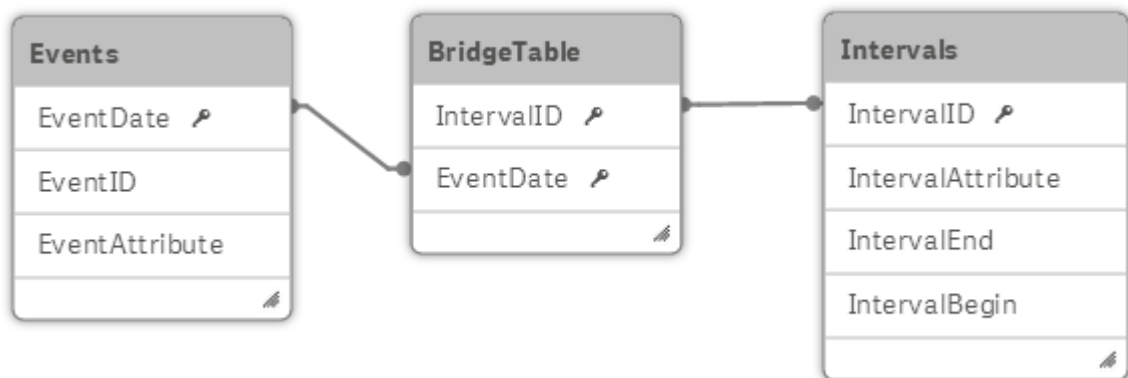 Events
EventDate
EventID
EventAttribute
BridgeTable
IntervalID
EventDate
Intervals
IntervalID
IntervalAttribute
IntervalEnd
IntervalBegin